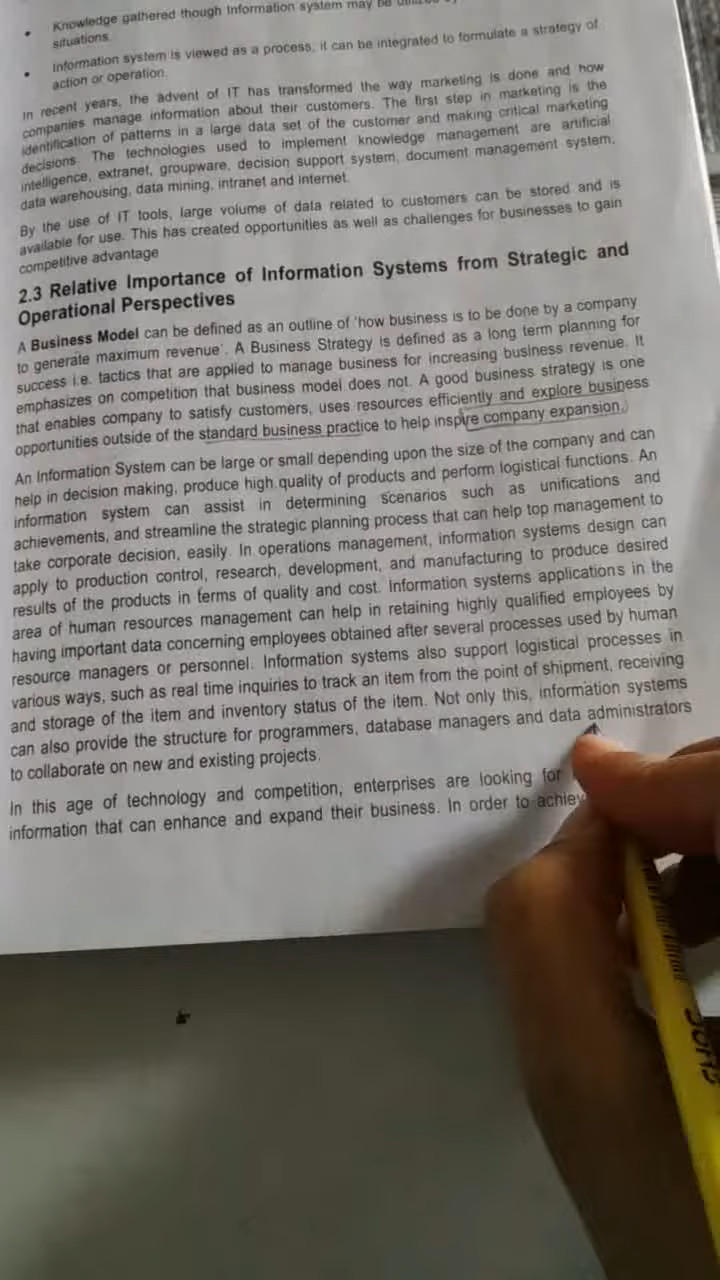 • Knowledge gathered though Information system may be
situations.
• Information system is viewed as a process, it can be integrated to formulate a strategy of
action or operation.
In recent years, the advent of IT has transformed the way marketing is done and how
companies manage information about their customers. The first step in marketing is the
identification of patterns in a large data set of the customer and making critical marketing
decisions. The technologies used to implement knowledge management are artificial
intelligence, extranet, groupware, decision support system, document management system,
data warehousing, data mining, intranet and internet.
By the use of IT tools, large volume of data related to customers can be stored and is
available for use. This has created opportunities as well as challenges for businesses to gain
competitive advantage
2.3 Relative Importance of Information Systems from Strategic and
Operational Perspectives
A Business Model can be defined as an outline of 'how business is to be done by a company
to generate maximum revenue'. A Business Strategy is defined as a long term planning for
success i.e. tactics that are applied to manage business for increasing business revenue. It
emphasizes on competition that business model does not. A good business strategy is one
that enables company to satisfy customers, uses resources efficiently and explore business
opportunities outside of the standard business practice to help inspire company expansion.
An Information System can be large or small depending upon the size of the company and can
help in decision making, produce high quality of products and perform logistical functions. An
information system can assist in determining scenarios such as unifications and
achievements, and streamline the strategic planning process that can help top management to
take corporate decision, easily. In operations management, information systems design can
apply to production control, research, development, and manufacturing to produce desired
results of the products in terms of quality and cost. Information systems applications in the
area of human resources management can help in retaining highly qualified employees by
having important data concerning employees obtained after several processes used by human
resource managers or personnel. Information systems also support logistical processes in
various ways, such as real time inquiries to track an item from the point of shipment, receiving
and storage of the item and inventory status of the item. Not only this, information systems
can also provide the structure for programmers, database managers and data administrators
to collaborate on new and existing projects.
In this age of technology and competition, enterprises are looking for
information that can enhance and expand their business. In order to